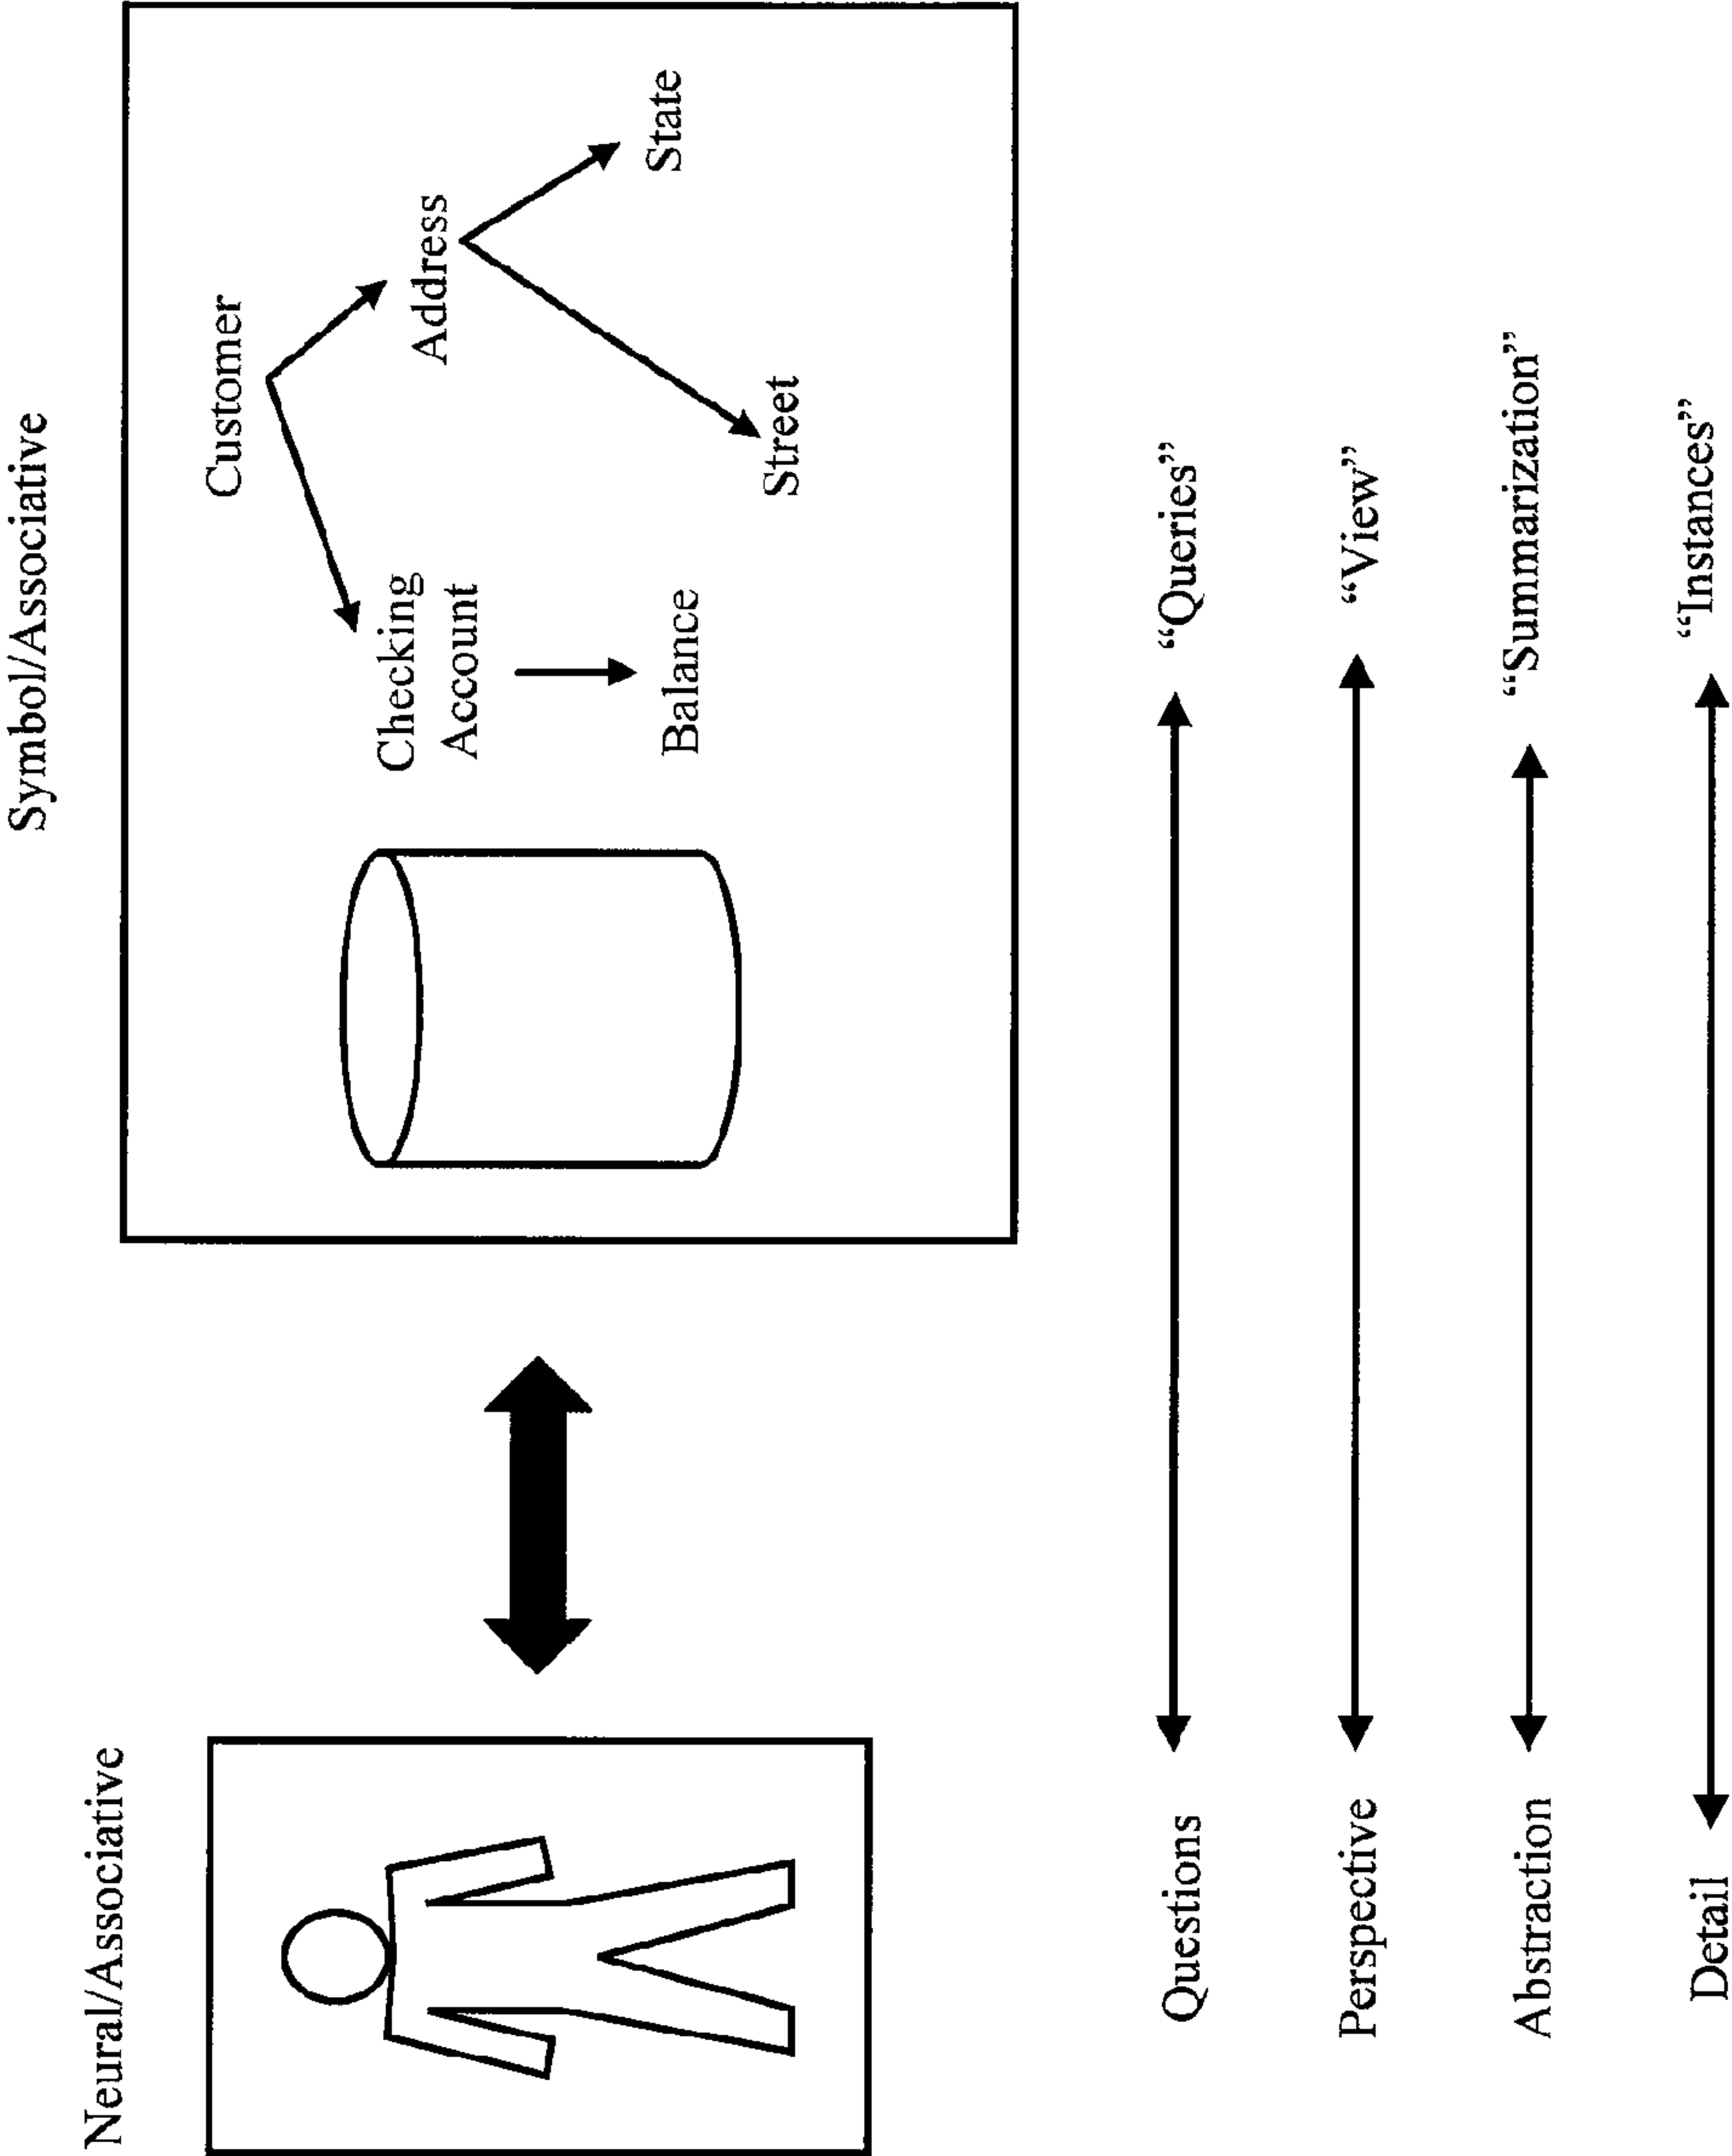 Neural/Associative
Symbol/Associative
Customer
Checking
Account
Address
Balance
State
Street
Questions “Queries”
Perspective “View”
Abstraction “Summarization”
Detail “Instances”